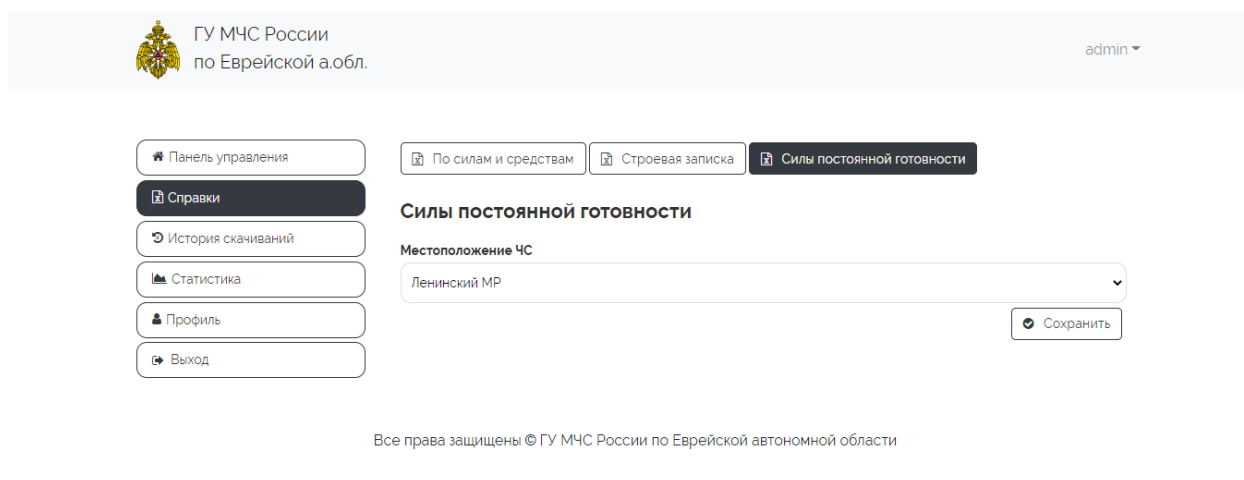 ГУ МЧС России
по Еврейской а.обл.
admin
Панель управления
Справки
История скачиваний
Статистика
Профиль
Выход
По силам и средствам
Строевая записка
Силы постоянной готовности
Силы постоянной готовности
Местоположение ЧС
Ленинский МР
Сохранить
Все права защищены © ГУ МЧС России по Еврейской автономной области